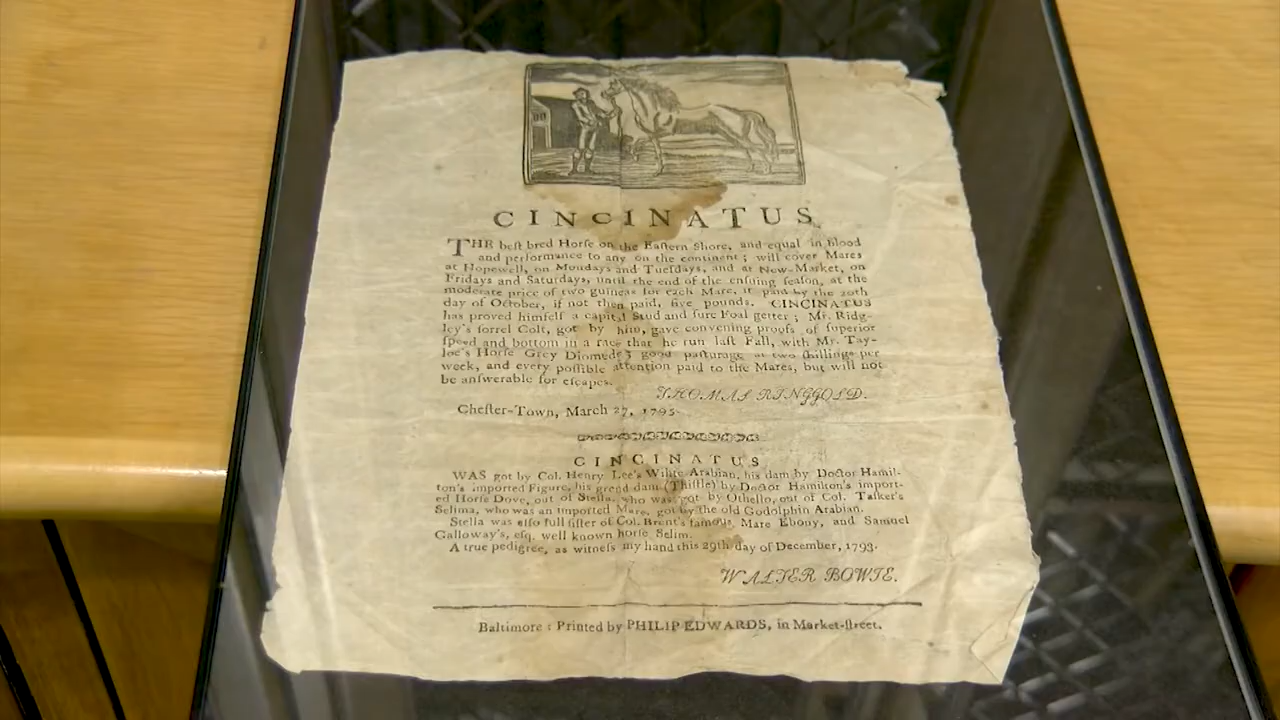 CINCINATUS.
THE beſt bred Horſe on the Eaſtern Shore, and equal in blood
and performance to any on the continent; will cover Mares
at Hopewell, on Mondays and Tueſdays, and at New-Market, on
Fridays and Saturdays, until the end of the enſuing ſeaſon, at the
moderate price of two guineas for each Mare, if paid by the 20th
day of October, if not then paid, five pounds. CINCINATUS
has proved himſelf a capital Stud and ſure Foal getter; Mr. Ridg-
ley's ſorrel Colt, got by him, gave convening proofs of ſuperior
ſpeed and bottom in a race that he run laſt Fall, with Mr. Tay-
loe's Horſe Grey Diomede; good paſturage at two ſhillings per
week, and every poſſible attention paid to the Mares, but will not
be anſwerable for eſcapes.
THOMAS RINGGOLD.
Cheſter-Town, March 27, 1795.
CINCINATUS
WAS got by Col. Henry Lee's White Arabian, his dam by Doctor Hamil-
ton's imported Figure, his grend dam (Thiſtle) by Doctor Hamilton's import-
ed Horſe Dove, out of Stella, who was got by Othello, out of Col. Taſker's
Selima, who was an imported Mare, got by the old Godolphin Arabian.
Stella was alſo full ſiſter of Col. Brent's famous Mare Ebony, and Samuel
Galloway's, eſq. well known horſe Selim.
A true pedigree, as witneſs my hand this 29th day of December, 1793.
WALTER BOWIE.
Baltimore: Printed by PHILIP EDWARDS, in Market-ſtreet.